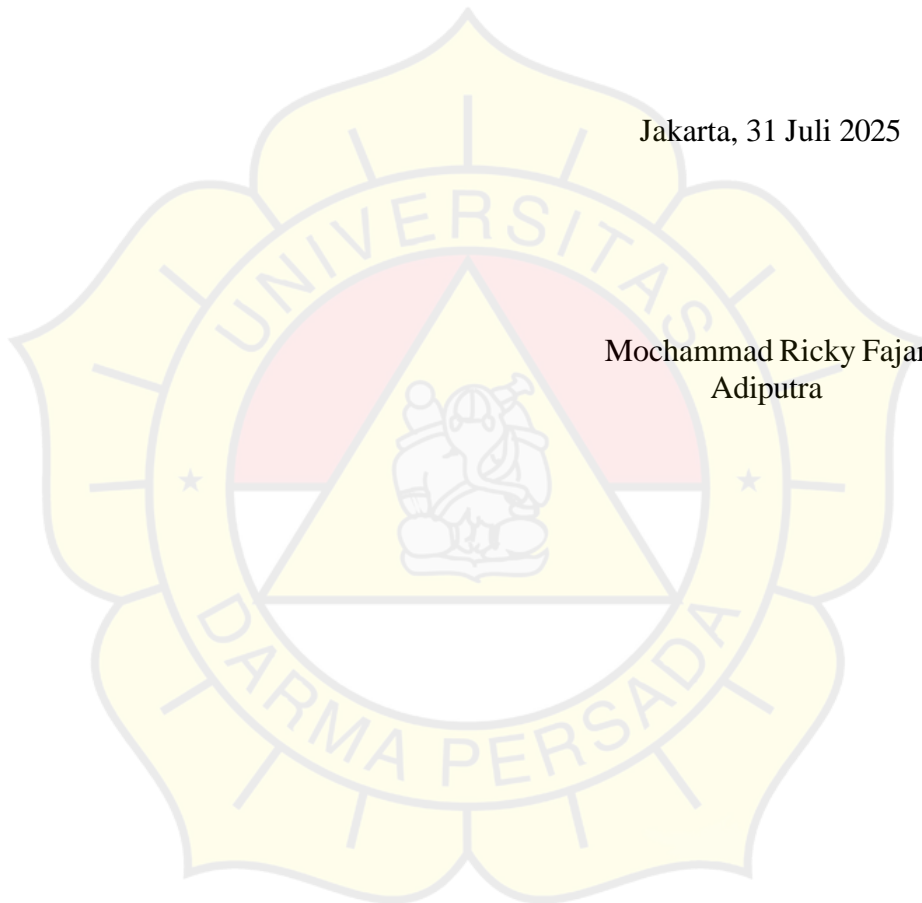 Jakarta, 31 Juli 2025
UNIVERSITAS
Mochammad Ricky Fajar
Adiputra
DARMA PERSADA